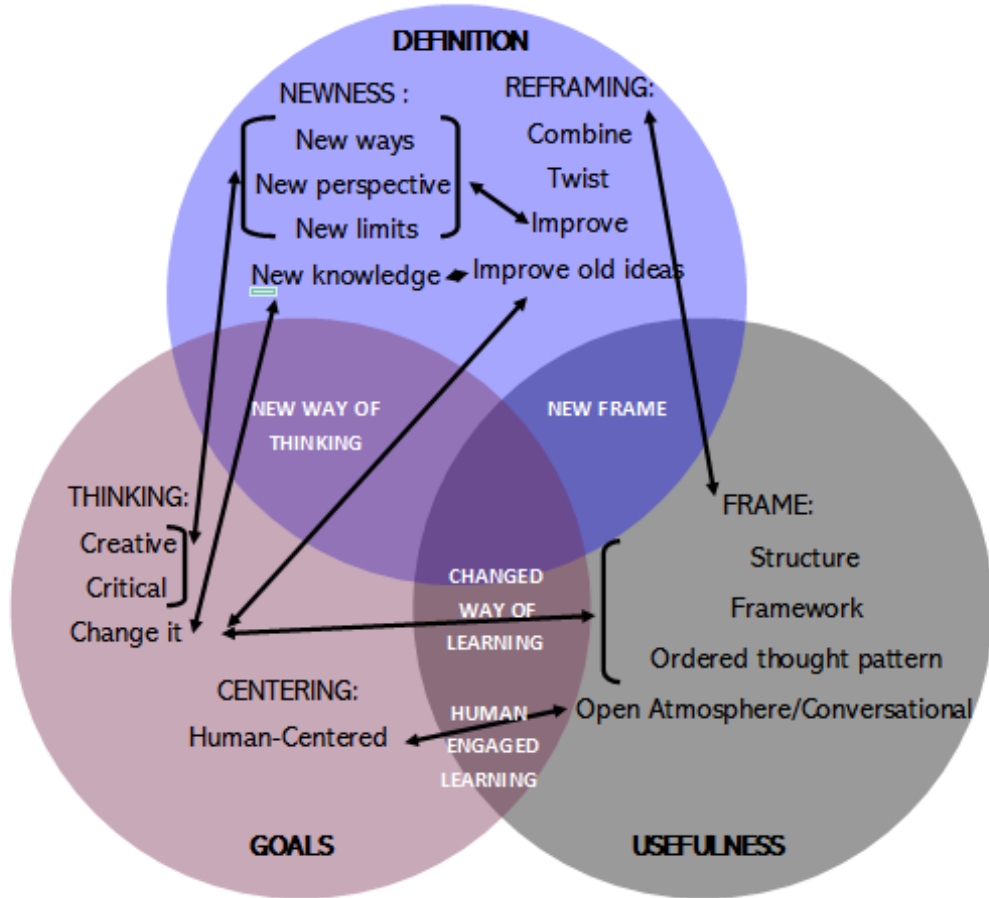 DEFINITION
NEWNESS :
New ways
New perspective
New limits
New knowledge
REFRAMING:
Combine
Twist
Improve
Improve old ideas
NEW WAY OF
THINKING
NEW FRAME
THINKING:
Creative
Critical
Change it
CENTERING:
Human-Centered
CHANGED
WAY OF
LEARNING
HUMAN
ENGAGED
LEARNING
FRAME:
Structure
Framework
Ordered thought pattern
Open Atmosphere/Conversational
GOALS
USEFULNESS